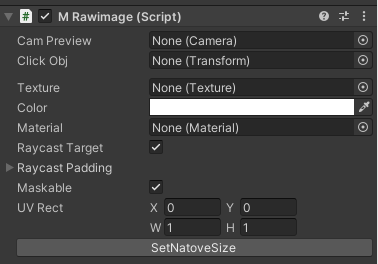 # M Rawimage (Script)
Cam Preview None (Camera)
Click Obj None (Transform)
Texture None (Texture)
Color
Material None (Material)
Raycast Target
Raycast Padding
Maskable
UV Rect X 0 Y 0
W 1 H 1
SetNatoveSize